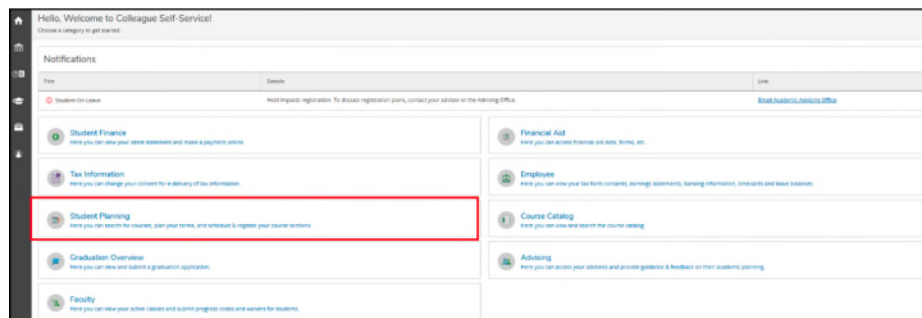 Hello, Welcome to Colleague Self-Service!
Choose a category to get started.
Notifications
Title Details Link
Student On Leave Hold impacts registration. To discuss registration plans, contact your advisor or the Advising Office. Email Academic Advising Office
Student Finance
Here you can view your latest statement and make a payment online.
Financial Aid
Here you can access financial aid data, forms, etc.
Tax Information
Here you can change your consent for e-delivery of tax information.
Employee
Here you can view your tax form consents, earnings statements, banking information, timecards and leave balances.
Student Planning
Here you can search for courses, plan your terms, and schedule & register your course sections.
Course Catalog
Here you can view and search the course catalog.
Graduation Overview
Here you can view and submit a graduation application.
Advising
Here you can access your advisees and provide guidance & feedback on their academic planning.
Faculty
Here you can view your active classes and submit progress codes and waivers for students.